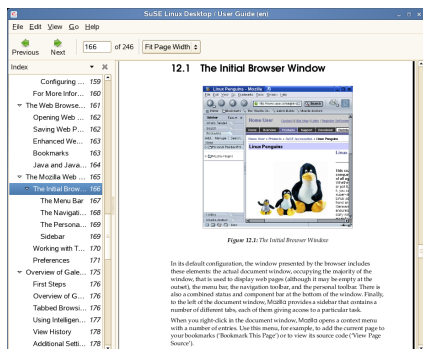 SuSE Linux Desktop / User Guide (en)
File Edit View Go Help
Previous Next 166 of 246 Fit Page Width
Index
Configuring ... 159
For More Infor... 160
The Web Browse... 161
Opening Web ... 162
Saving Web P... 162
Enhanced We... 163
Bookmarks 163
Java and Java... 164
The Mozilla Web ... 165
The Initial Brow... 166
The Menu Bar 167
The Navigati... 168
The Persona... 169
Sidebar 169
Working with T... 170
Preferences 171
Overview of Gale... 175
First Steps 176
Overview of G... 176
Tabbed Browsi... 176
Using Intelligen... 177
View History 178
Additional Setti... 178
12.1 The Initial Browser Window
Linux Penguins - Mozilla
Search
Home User
Linux Penguins
Figure 12.1: The Initial Browser Window
In its default configuration, the window presented by the browser includes
these elements: the actual document window, occupying the majority of the
window, that is used to display web pages (although it may be empty at the
outset), the menu bar, the navigation toolbar, and the personal toolbar. There is
also a combined status and component bar at the bottom of the window. Finally,
to the left of the document window, Mozilla provides a sidebar that contains a
number of different tabs, each of them giving access to a particular task.
When you right-click in the document window, Mozilla opens a context menu
with a number of entries. Use this menu, for example, to add the current page to
your bookmarks ('Bookmark This Page') or to view its source code ('View Page
Source').